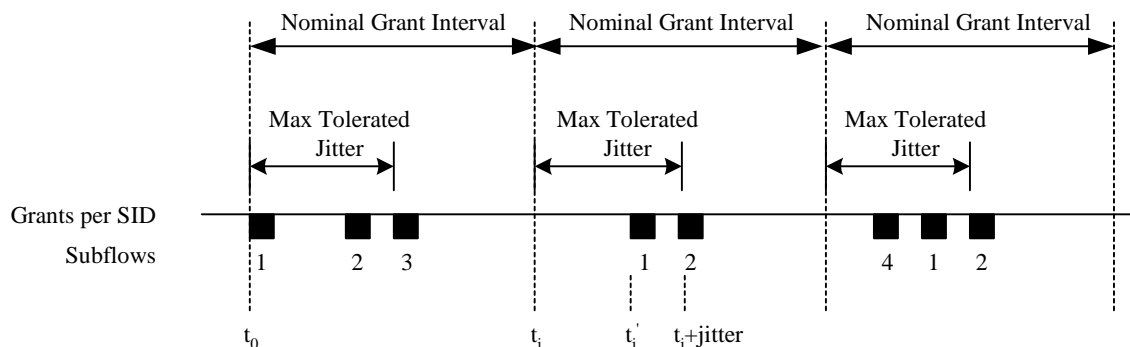 Nominal Grant Interval Nominal Grant Interval Nominal Grant Interval
Max Tolerated Jitter
Max Tolerated Jitter
Max Tolerated Jitter
Grants per SID
Subflows
1 2 3 1 2 4 1 2
t₀ tᵢ tᵢ' tᵢ+jitter